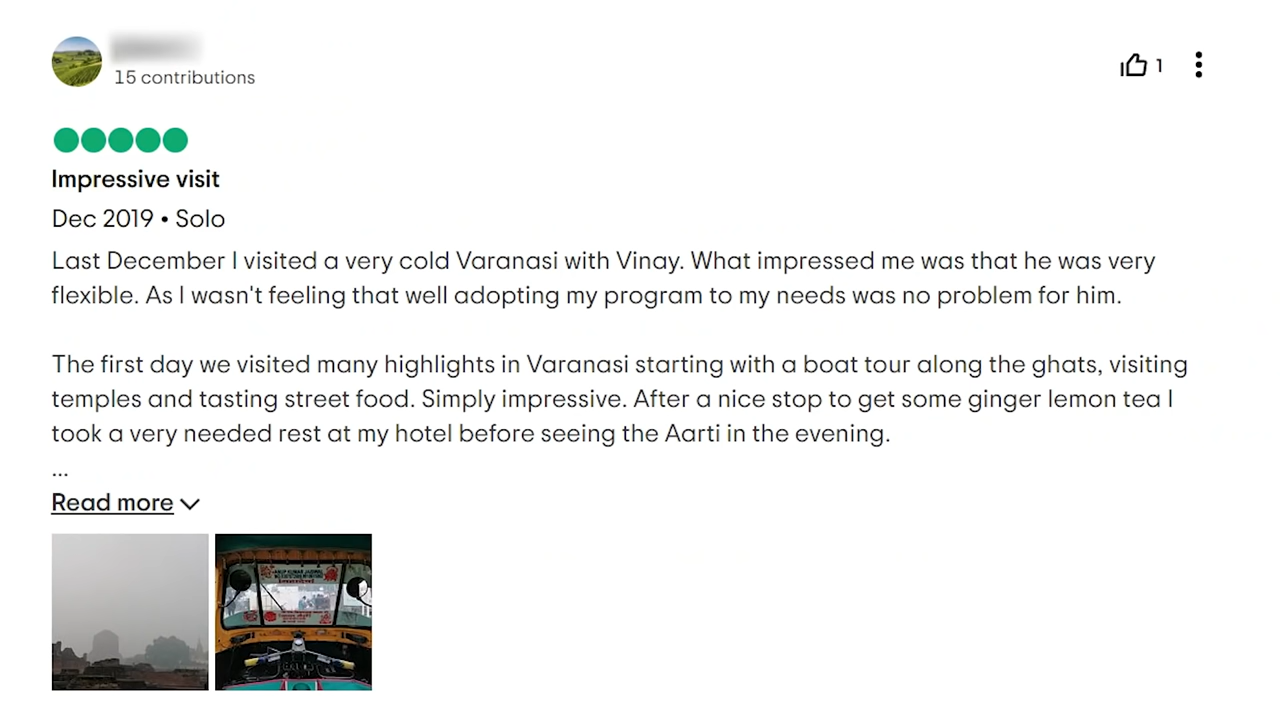 15 contributions
1
Impressive visit
Dec 2019 • Solo
Last December I visited a very cold Varanasi with Vinay. What impressed me was that he was very
flexible. As I wasn't feeling that well adopting my program to my needs was no problem for him.
The first day we visited many highlights in Varanasi starting with a boat tour along the ghats, visiting
temples and tasting street food. Simply impressive. After a nice stop to get some ginger lemon tea I
took a very needed rest at my hotel before seeing the Aarti in the evening.
...
Read more